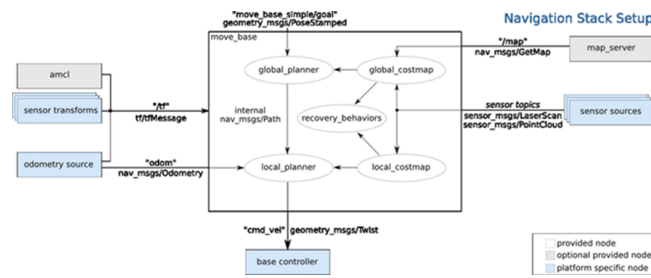 "move_base_simple/goal"
geometry_msgs/PoseStamped
Navigation Stack Setup
move_base
"/map"
nav_msgs/GetMap
map_server
global_planner
global_costmap
amcl
sensor transforms
"/tf"
tf/tfMessage
internal
nav_msgs/Path
recovery_behaviors
sensor topics
sensor_msgs/LaserScan
sensor_msgs/PointCloud
sensor sources
odometry source
"odom"
nav_msgs/Odometry
local_planner
local_costmap
"cmd_vel" geometry_msgs/Twist
base controller
provided node
optional provided node
platform specific node